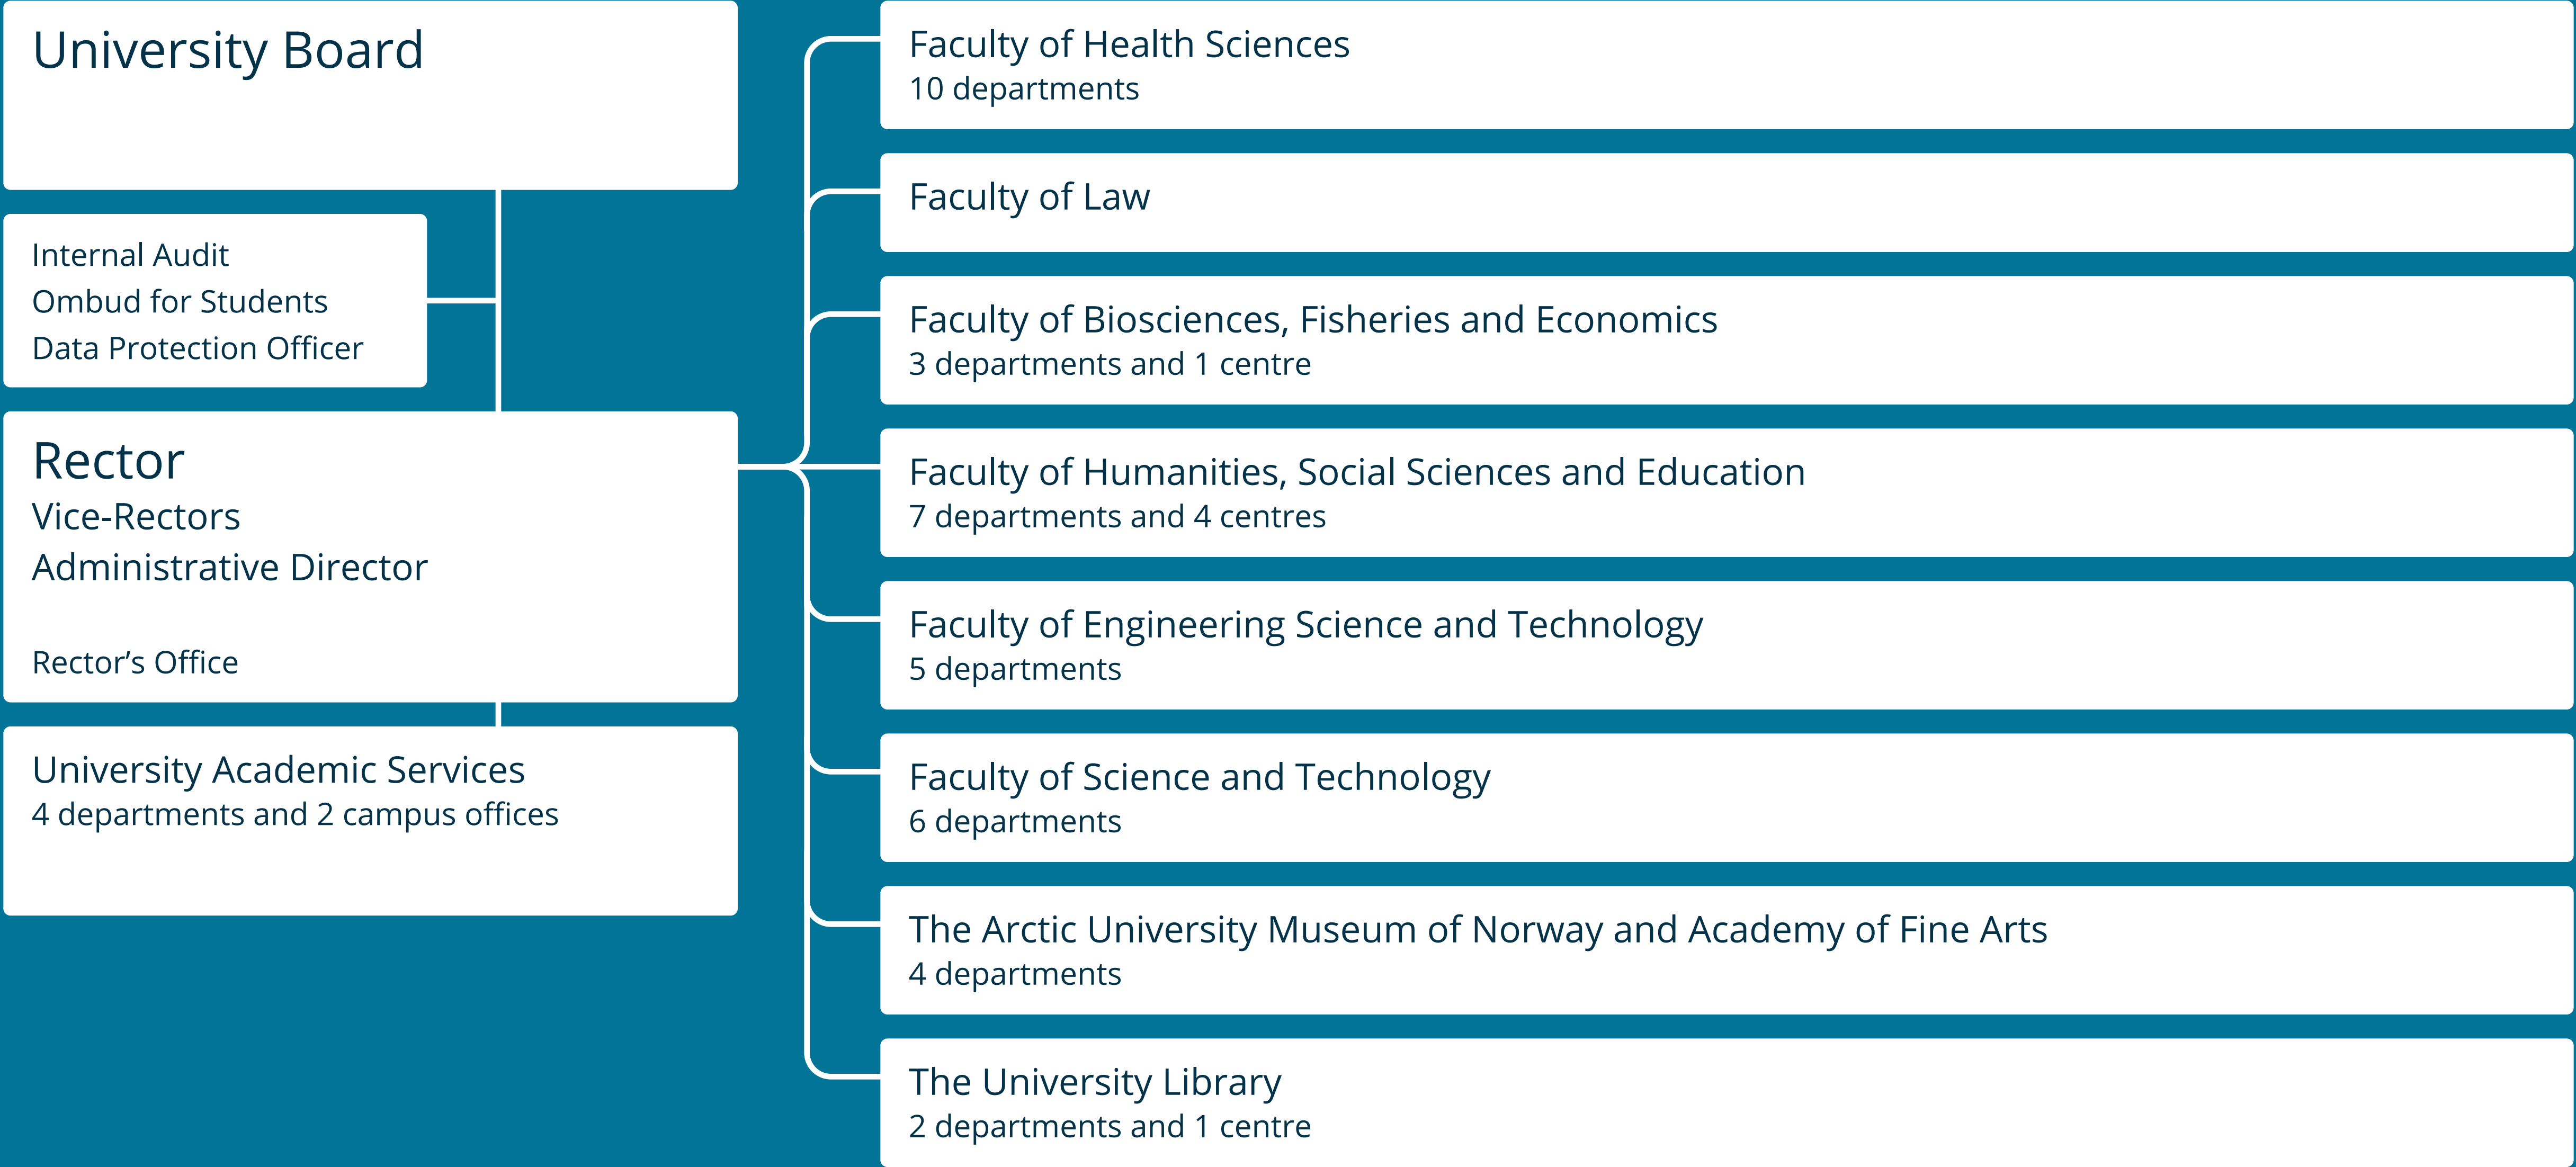 University Board
Internal Audit
Ombud for Students
Data Protection Officer
Rector
Vice-Rectors
Administrative Director
Rector’s Office
University Academic Services
4 departments and 2 campus offices
Faculty of Health Sciences
10 departments
Faculty of Law
Faculty of Biosciences, Fisheries and Economics
3 departments and 1 centre
Faculty of Humanities, Social Sciences and Education
7 departments and 4 centres
Faculty of Engineering Science and Technology
5 departments
Faculty of Science and Technology
6 departments
The Arctic University Museum of Norway and Academy of Fine Arts
4 departments
The University Library
2 departments and 1 centre